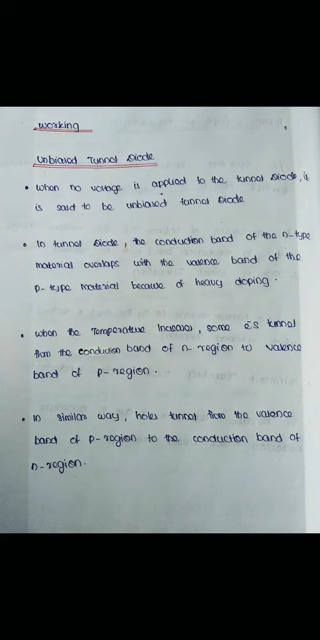 working
unbiased Tunnel Diode
• when no voltage is applied to the tunnel Diode, it
is said to be unbiased tunnel Diode
• In tunnel Diode, the conduction band of the n-type
material overlaps with the valence band of the
p-type material because of heavy doping.
• when the Temperature Increases, some e's tunnel
from the conduction band of n-region to valence
band of p-region.
• In similar way, holes tunnel from the valence
band of p-region to the conduction band of
n-region.